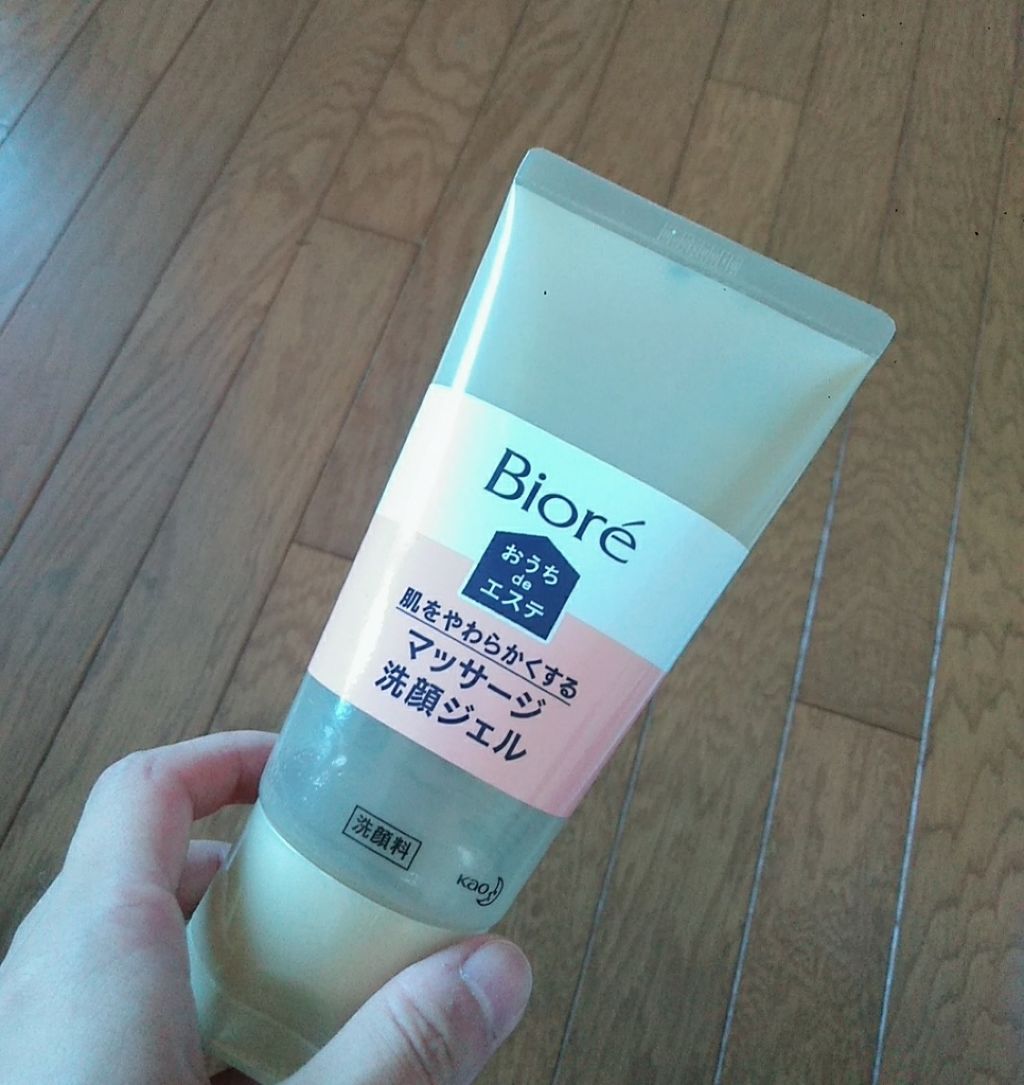 Bioré
おうち
de
エステ
肌をやわらかくする
マッサージ
洗顔ジェル
洗顔料
Kao